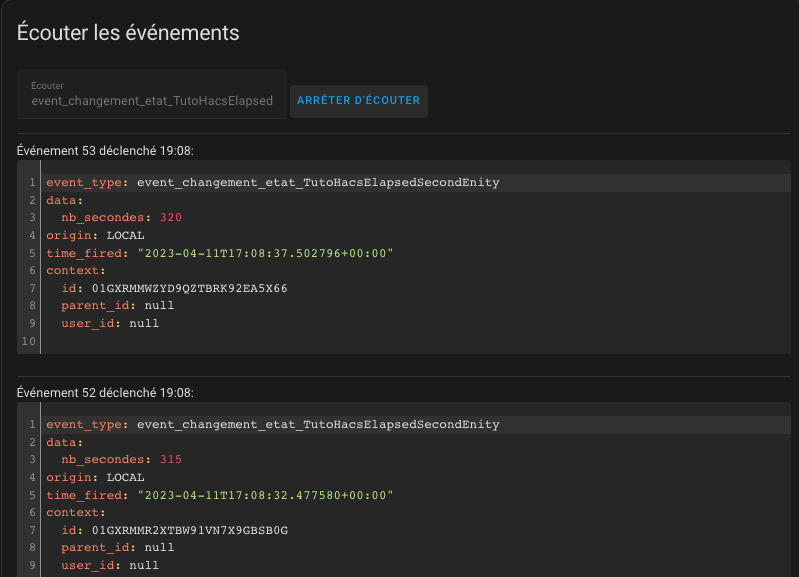 Écouter les événements
Écouter
event_changement_etat_TutoHacsElapsed
ARRÊTER D'ÉCOUTER
Événement 53 déclenché 19:08:
1 event_type: event_changement_etat_TutoHacsElapsedSecondEnity
2 data:
3 nb_secondes: 320
4 origin: LOCAL
5 time_fired: "2023-04-11T17:08:37.502796+00:00"
6 context:
7 id: 01GXRMMWZYD9QZTBRK92EA5X66
8 parent_id: null
9 user_id: null
10
Événement 52 déclenché 19:08:
1 event_type: event_changement_etat_TutoHacsElapsedSecondEnity
2 data:
3 nb_secondes: 315
4 origin: LOCAL
5 time_fired: "2023-04-11T17:08:32.477580+00:00"
6 context:
7 id: 01GXRMMR2XTBW91VN7X9GBSB0G
8 parent_id: null
9 user_id: null